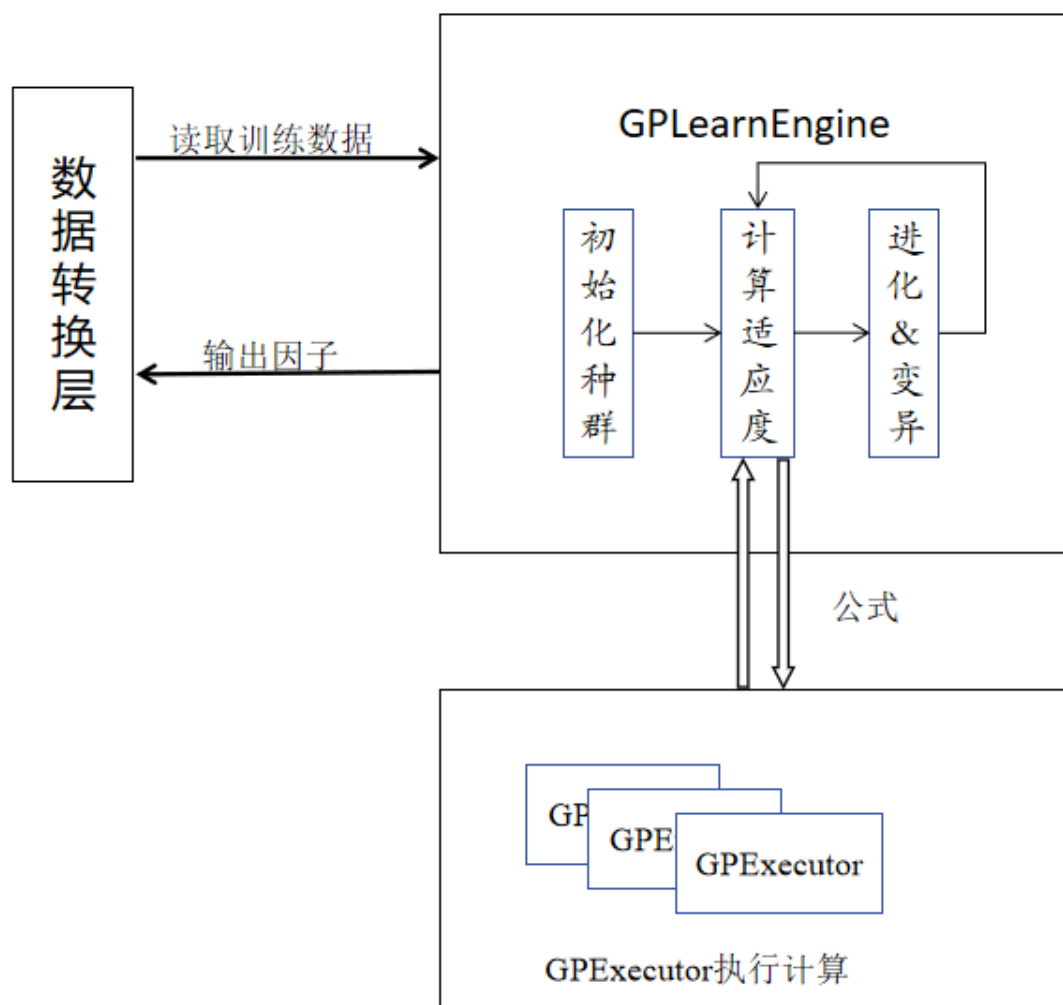 数据转换层
读取训练数据
输出因子
GPLearnEngine
初始化种群
计算适应度
进化&变异
公式
GP
GPE
GPExecutor
GPExecutor执行计算